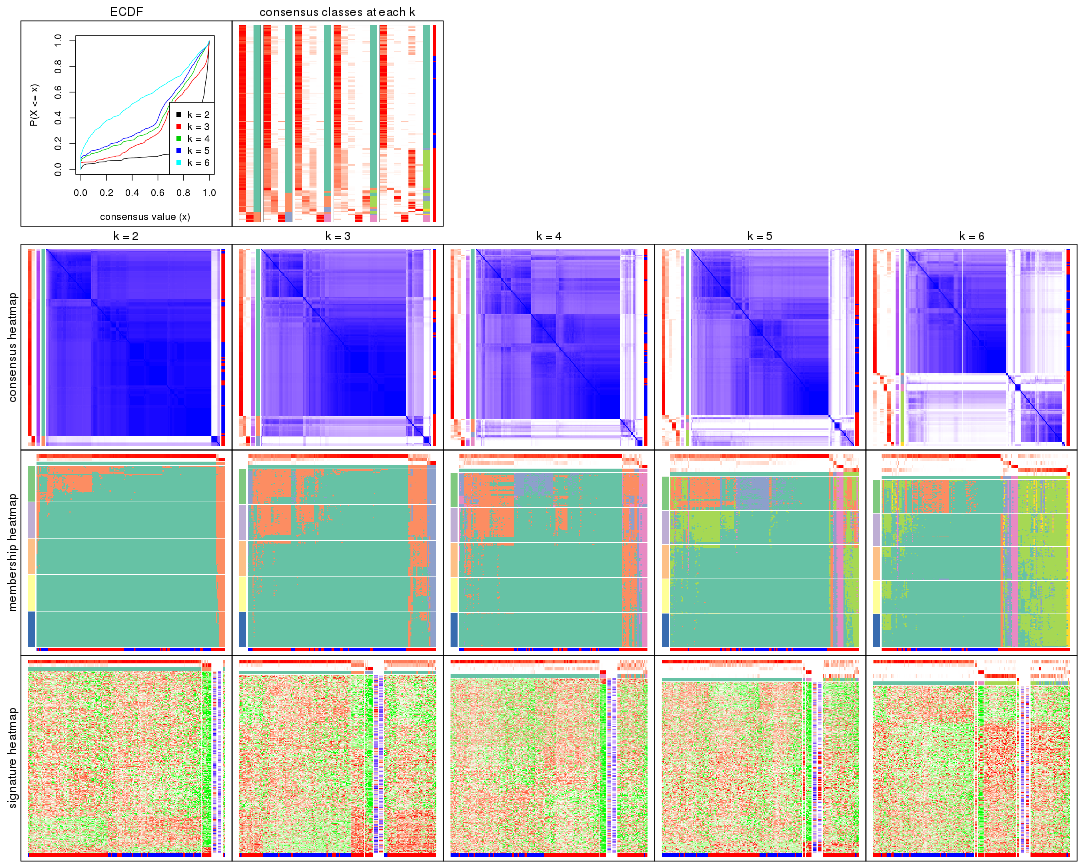 ECDF
consensus classes at each k
P(X <= x)
1.0
0.8
0.6
0.4
0.2
0.0
k = 2
k = 3
k = 4
k = 5
k = 6
0.0 0.2 0.4 0.6 0.8 1.0
consensus value (x)
k = 2 k = 3 k = 4 k = 5 k = 6
consensus heatmap
membership heatmap
signature heatmap